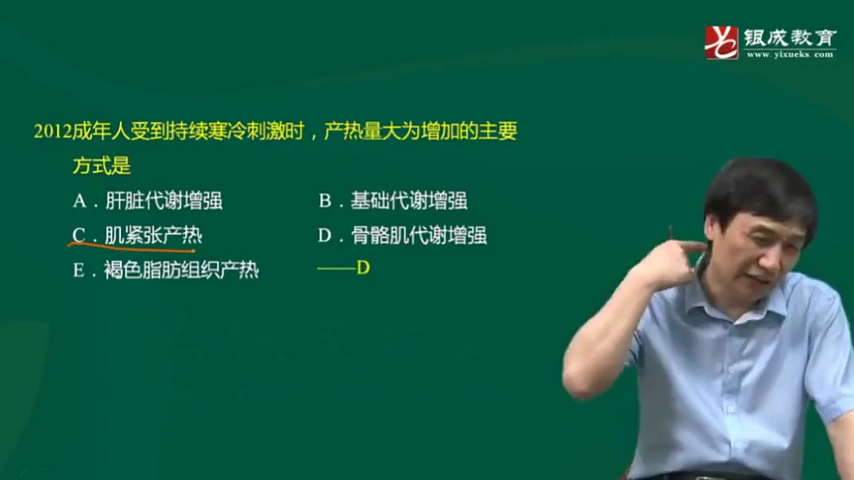 银成教育
www.yixueks.com
2012成年人受到持续寒冷刺激时，产热量大为增加的主要
方式是
A．肝脏代谢增强 B．基础代谢增强
C．肌紧张产热 D．骨骼肌代谢增强
E．褐色脂肪组织产热 ——D